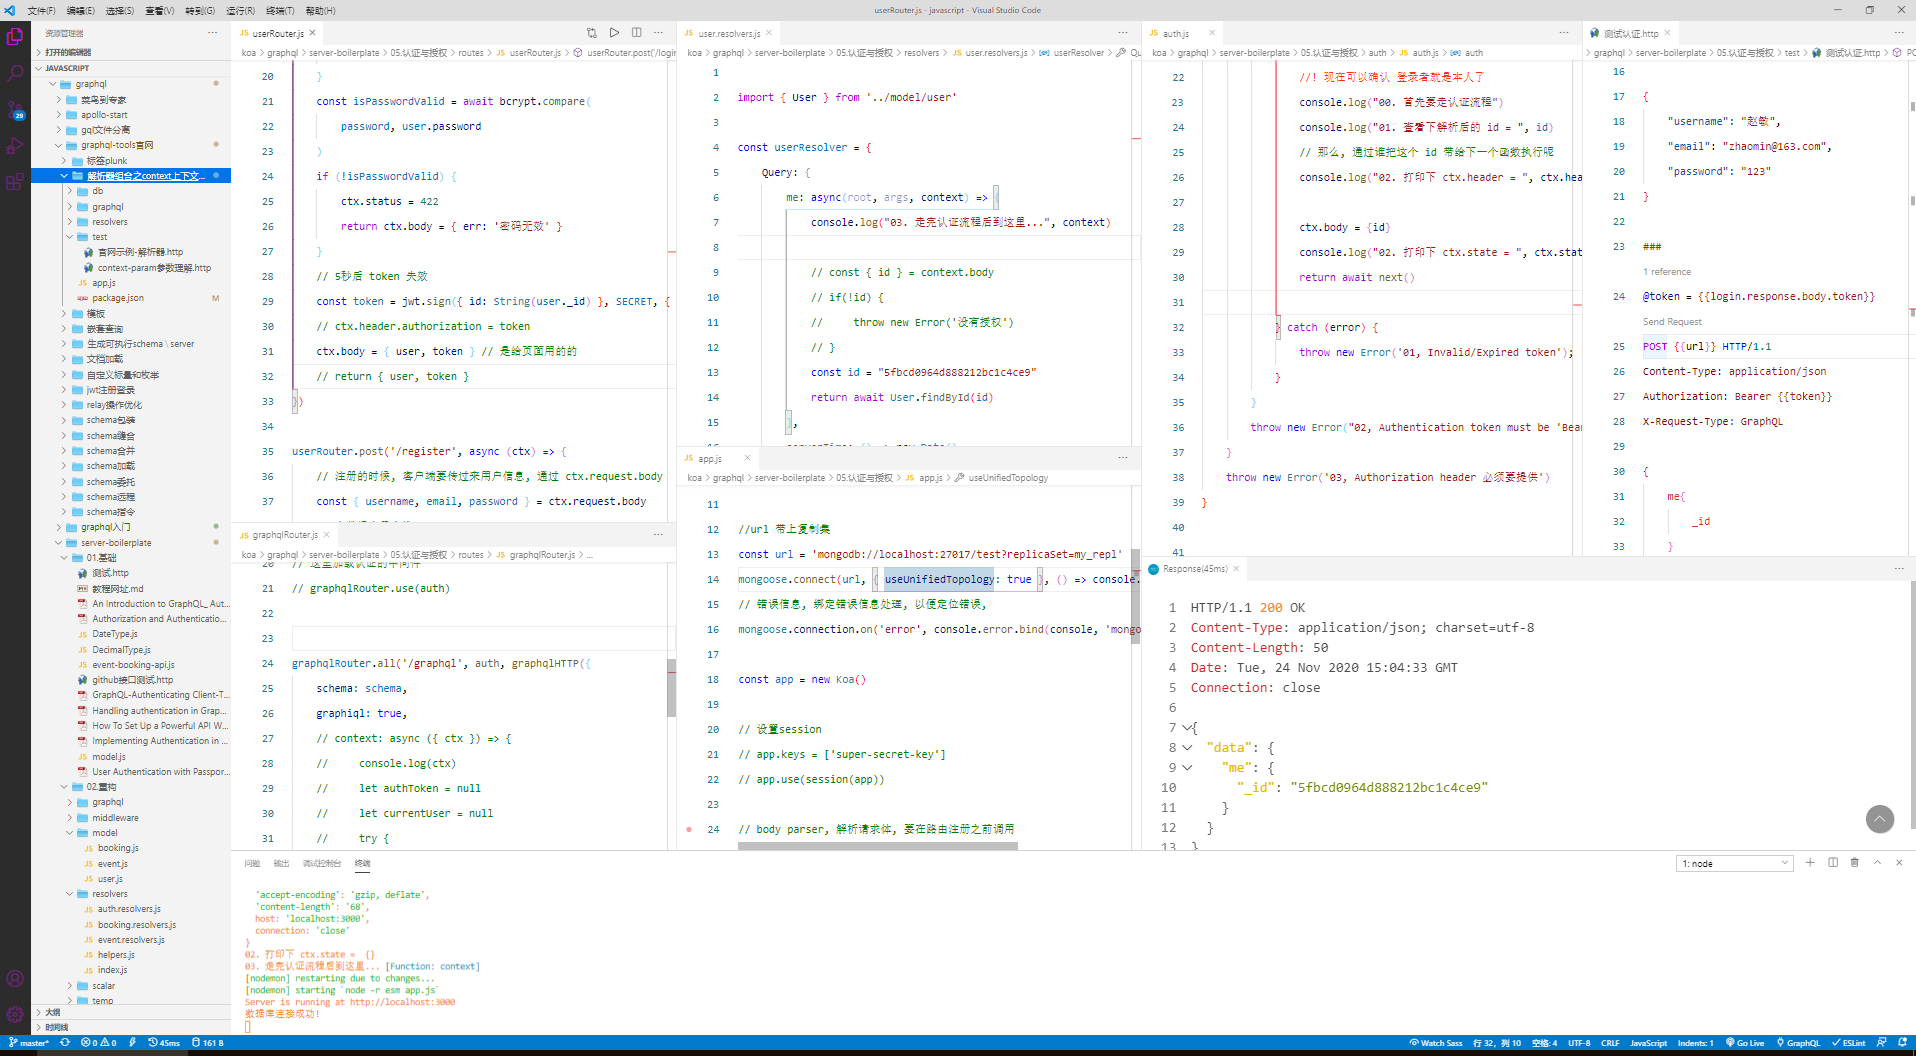 文件(F) 编辑(E) 选择(S) 查看(V) 转到(G) 运行(R) 终端(T) 帮助(H)
userRouter.js - javascript - Visual Studio Code
资源管理器
打开的编辑器
JAVASCRIPT
graphql
菜鸟到专家
apollo-start
gql文件分离
graphql-tools官网
标签plunk
解析器组合之context上下文...
db
graphql
resolvers
test
官网示例-解析器.http
context-param参数理解.http
app.js
package.json M
模板
嵌套查询
生成可执行schema \ server
文档加载
自定义标量和枚举
jwt注册登录
relay操作优化
schema包装
schema缝合
schema合并
schema加载
schema委托
schema远程
schema指令
graphql入门
server-boilerplate
01.基础
测试.http
教程网址.md
An Introduction to GraphQL_ Aut...
Authorization and Authenticatio...
DateType.js
DecimalType.js
event-booking-api.js
github接口测试.http
GraphQL-Authenticating Client-T...
Handling authentication in Grap...
How To Set Up a Powerful API W...
Implementing Authentication in ...
model.js
User Authentication with Passpor...
02.重构
graphql
middleware
model
booking.js
event.js
user.js
resolvers
auth.resolvers.js
booking.resolvers.js
event.resolvers.js
helpers.js
index.js
scalar
temp
大纲
时间线
29
userRouter.js
koa > graphql > server-boilerplate > 05.认证与授权 > routes > userRouter.js > userRouter.post('/login
20 }
21 const isPasswordValid = await bcrypt.compare(
22 password, user.password
23 )
24 if (!isPasswordValid) {
25 ctx.status = 422
26 return ctx.body = { err: '密码无效' }
27 }
28 // 5秒后 token 失效
29 const token = jwt.sign({ id: String(user._id) }, SECRET, {
30 // ctx.header.authorization = token
31 ctx.body = { user, token } // 是给页面用的的
32 // return { user, token }
33 })
34
35 userRouter.post('/register', async (ctx) => {
36 // 注册的时候, 客户端要传过来用户信息, 通过 ctx.request.body
37 const { username, email, password } = ctx.request.body
graphqlRouter.js
koa > graphql > server-boilerplate > 05.认证与授权 > routes > graphqlRouter.js > ...
20 // 这里加载认证的中间件
21 // graphqlRouter.use(auth)
22
23
24 graphqlRouter.all('/graphql', auth, graphqlHTTP({
25 schema: schema,
26 graphiql: true,
27 // context: async ({ ctx }) => {
28 // console.log(ctx)
29 // let authToken = null
30 // let currentUser = null
31 // try {
user.resolvers.js
koa > graphql > server-boilerplate > 05.认证与授权 > resolvers > user.resolvers.js > userResolver > Qu
1
2 import { User } from '../model/user'
3
4 const userResolver = {
5 Query: {
6 me: async(root, args, context) => {
7 console.log("03. 走完认证流程后到这里...", context)
8
9 // const { id } = context.body
10 // if(!id) {
11 // throw new Error('没有授权')
12 // }
13 const id = "5fbcd0964d888212bc1c4ce9"
14 return await User.findById(id)
15 },
app.js
koa > graphql > server-boilerplate > 05.认证与授权 > app.js > useUnifiedTopology
11
12 //url 带上复制集
13 const url = 'mongodb://localhost:27017/test?replicaSet=my_repl'
14 mongoose.connect(url, { useUnifiedTopology: true }, () => console.
15 // 错误信息, 绑定错误信息处理, 以便定位错误,
16 mongoose.connection.on('error', console.error.bind(console, 'mongo
17
18 const app = new Koa()
19
20 // 设置session
21 // app.keys = ['super-secret-key']
22 // app.use(session(app))
23
24 // body parser, 解析请求体, 要在路由注册之前调用
auth.js
koa > graphql > server-boilerplate > 05.认证与授权 > auth > auth.js > auth
22 //! 现在可以确认 登录者就是本人了
23 console.log("00. 首先要走认证流程")
24 console.log("01. 查看下解析后的 id = ", id)
25 // 那么, 通过谁把这个 id 带给下一个函数执行呢
26 console.log("02. 打印下 ctx.header = ", ctx.hea
27
28 ctx.body = {id}
29 console.log("02. 打印下 ctx.state = ", ctx.stat
30 return await next()
31
32 } catch (error) {
33 throw new Error('01, Invalid/Expired token');
34 }
35 }
36 throw new Error("02, Authentication token must be 'Bear
37 }
38 throw new Error('03, Authorization header 必须要提供')
39 }
40
41
测试认证.http
> graphql > server-boilerplate > 05.认证与授权 > test > 测试认证.http > PO
16
17 {
18 "username": "赵敏",
19 "email": "zhaomin@163.com",
20 "password": "123"
21 }
22
23 ###
1 reference
24 @token = {{login.response.body.token}}
Send Request
25 POST {{url}} HTTP/1.1
26 Content-Type: application/json
27 Authorization: Bearer {{token}}
28 X-Request-Type: GraphQL
29
30 {
31 me{
32 _id
33 }
Response(45ms)
1 HTTP/1.1 200 OK
2 Content-Type: application/json; charset=utf-8
3 Content-Length: 50
4 Date: Tue, 24 Nov 2020 15:04:33 GMT
5 Connection: close
6
7 {
8 "data": {
9 "me": {
10 "_id": "5fbcd0964d888212bc1c4ce9"
11 }
12 }
13 }
问题 输出 调试控制台 终端
1: node
'accept-encoding': 'gzip, deflate',
'content-length': '68',
host: 'localhost:3000',
connection: 'close'
}
02. 打印下 ctx.state = {}
03. 走完认证流程后到这里... [Function: context]
[nodemon] restarting due to changes...
[nodemon] starting `node -r esm app.js`
Server is running at http://localhost:3000
数据库连接成功!
master* 0 0 45ms 161 B
Watch Sass 行 32, 列 10 空格: 4 UTF-8 CRLF JavaScript Indents: 1 Go Live GraphQL ESLint